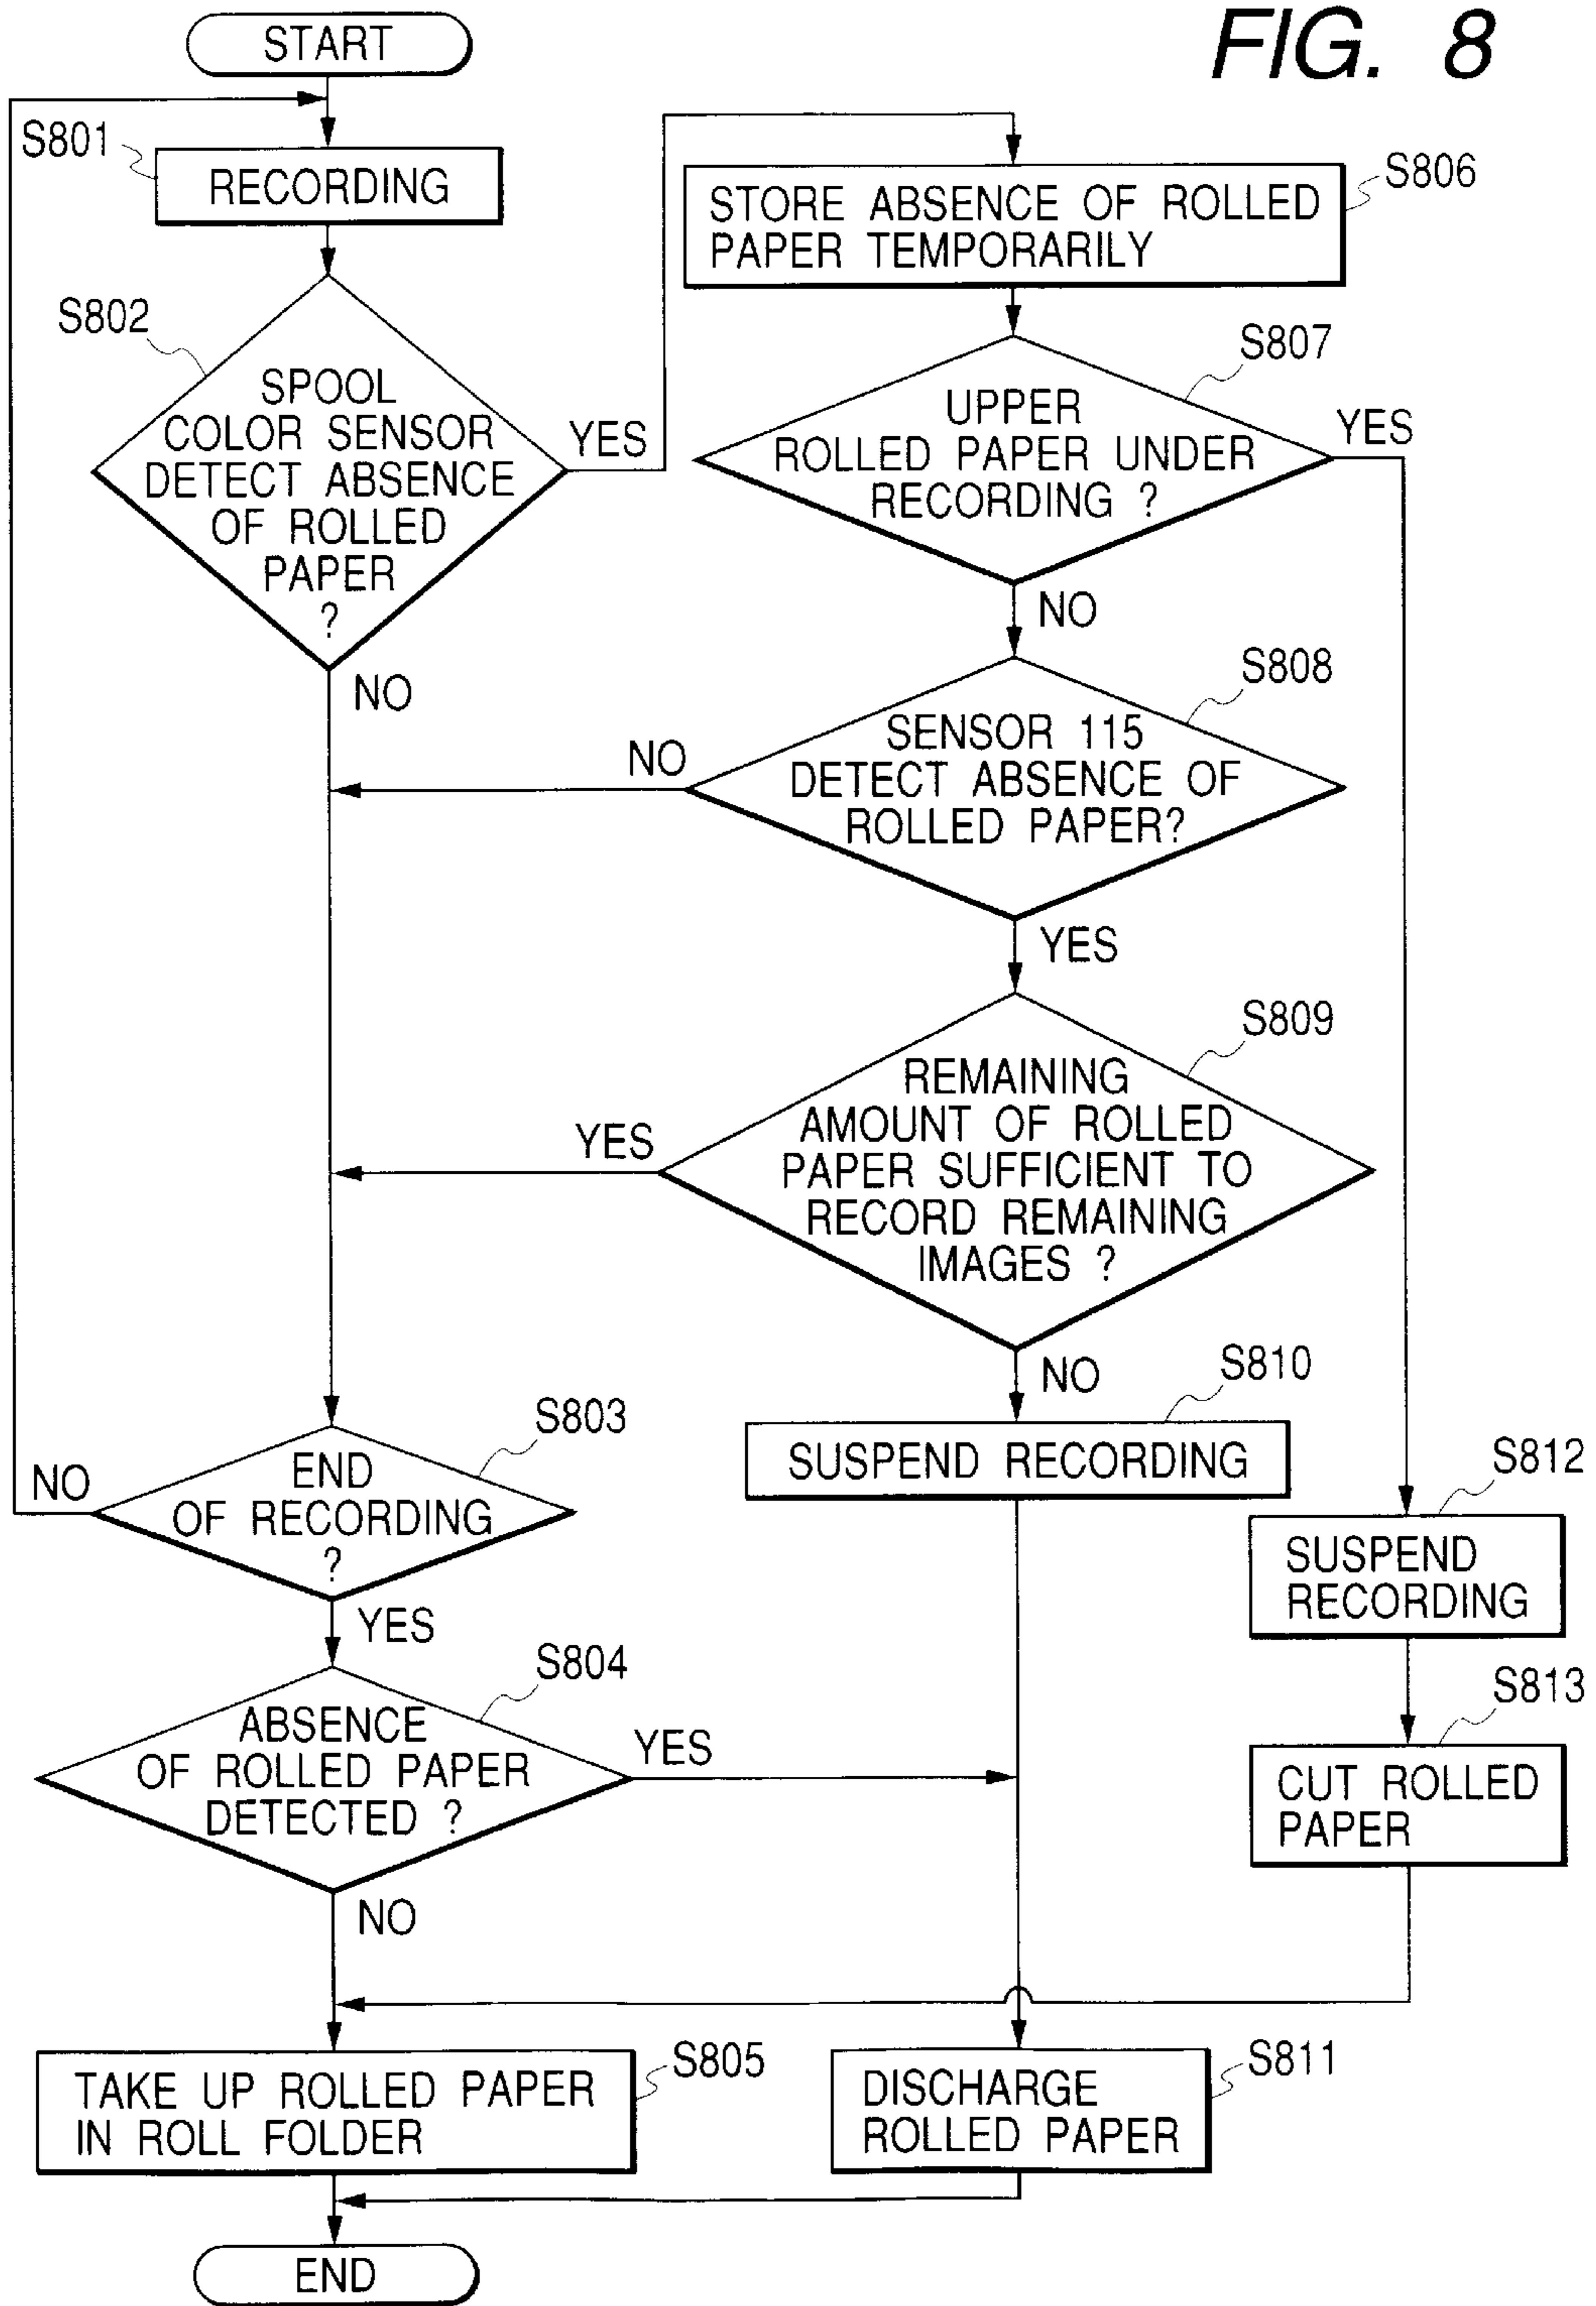 FIG. 8
START
S801
RECORDING
S802
SPOOL
COLOR SENSOR
DETECT ABSENCE
OF ROLLED
PAPER
?
YES
NO
S806
STORE ABSENCE OF ROLLED
PAPER TEMPORARILY
S807
UPPER
ROLLED PAPER UNDER
RECORDING ?
YES
NO
S808
SENSOR 115
DETECT ABSENCE OF
ROLLED PAPER?
NO
YES
S809
REMAINING
AMOUNT OF ROLLED
PAPER SUFFICIENT TO
RECORD REMAINING
IMAGES ?
YES
NO
S810
SUSPEND RECORDING
S803
END
OF RECORDING
?
NO
YES
S812
SUSPEND
RECORDING
S804
ABSENCE
OF ROLLED PAPER
DETECTED ?
YES
NO
S813
CUT ROLLED
PAPER
S805
TAKE UP ROLLED PAPER
IN ROLL FOLDER
S811
DISCHARGE
ROLLED PAPER
END